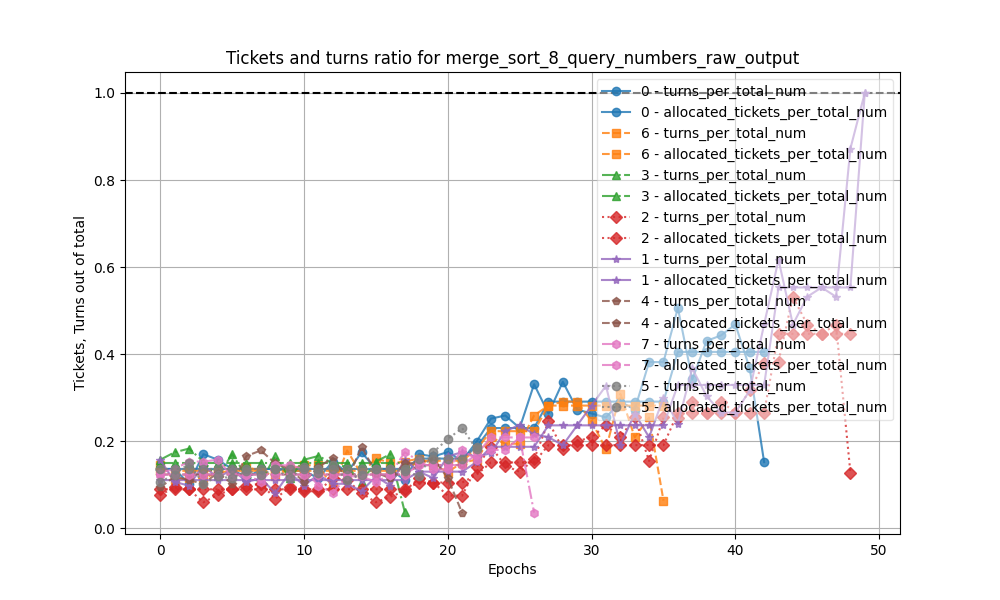 Tickets and turns ratio for merge_sort_8_query_numbers_raw_output
Tickets, Turns out of total
1.0
0.8
0.6
0.4
0.2
0.0
0 - turns_per_total_num
0 - allocated_tickets_per_total_num
6 - turns_per_total_num
6 - allocated_tickets_per_total_num
3 - turns_per_total_num
3 - allocated_tickets_per_total_num
2 - turns_per_total_num
2 - allocated_tickets_per_total_num
1 - turns_per_total_num
1 - allocated_tickets_per_total_num
4 - turns_per_total_num
4 - allocated_tickets_per_total_num
7 - turns_per_total_num
7 - allocated_tickets_per_total_num
5 - turns_per_total_num
5 - allocated_tickets_per_total_num
0 10 20 30 40 50
Epochs